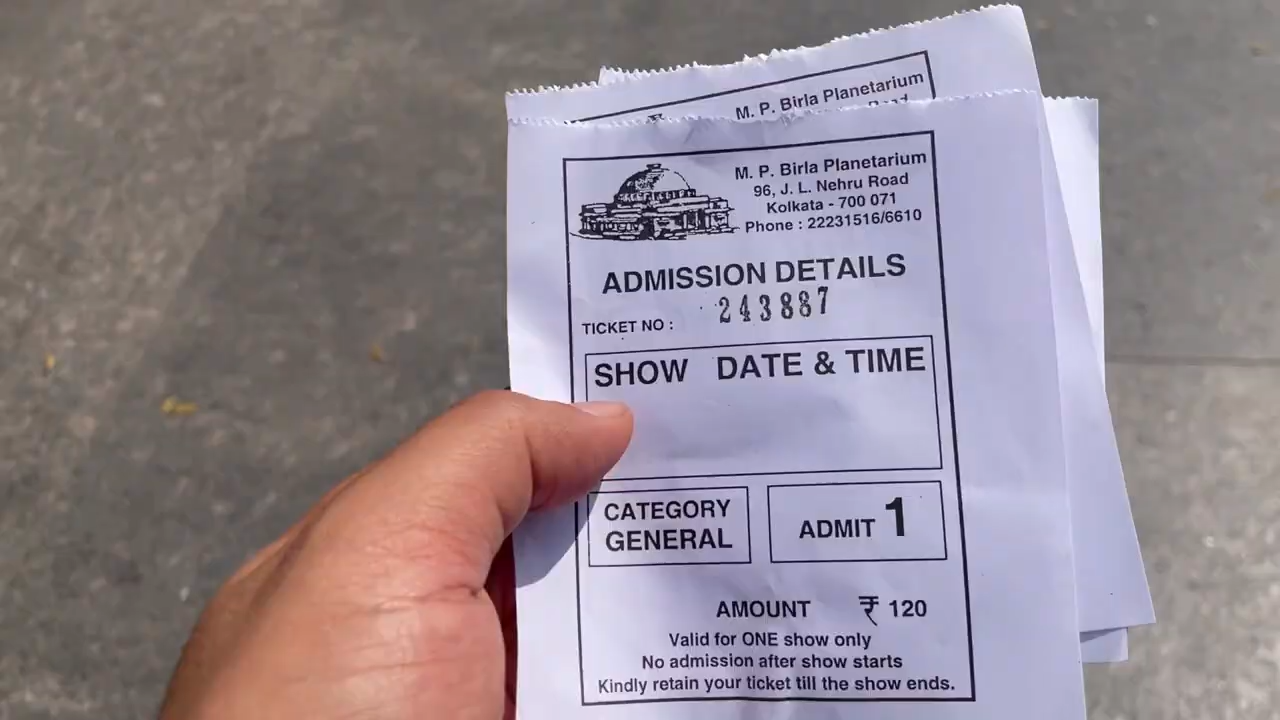 M. P. Birla Planetarium
M. P. Birla Planetarium
96, J. L. Nehru Road
Kolkata - 700 071
Phone : 22231516/6610
ADMISSION DETAILS
TICKET NO : 243887
SHOW DATE & TIME
CATEGORY
GENERAL
ADMIT 1
AMOUNT ₹ 120
Valid for ONE show only
No admission after show starts
Kindly retain your ticket till the show ends.